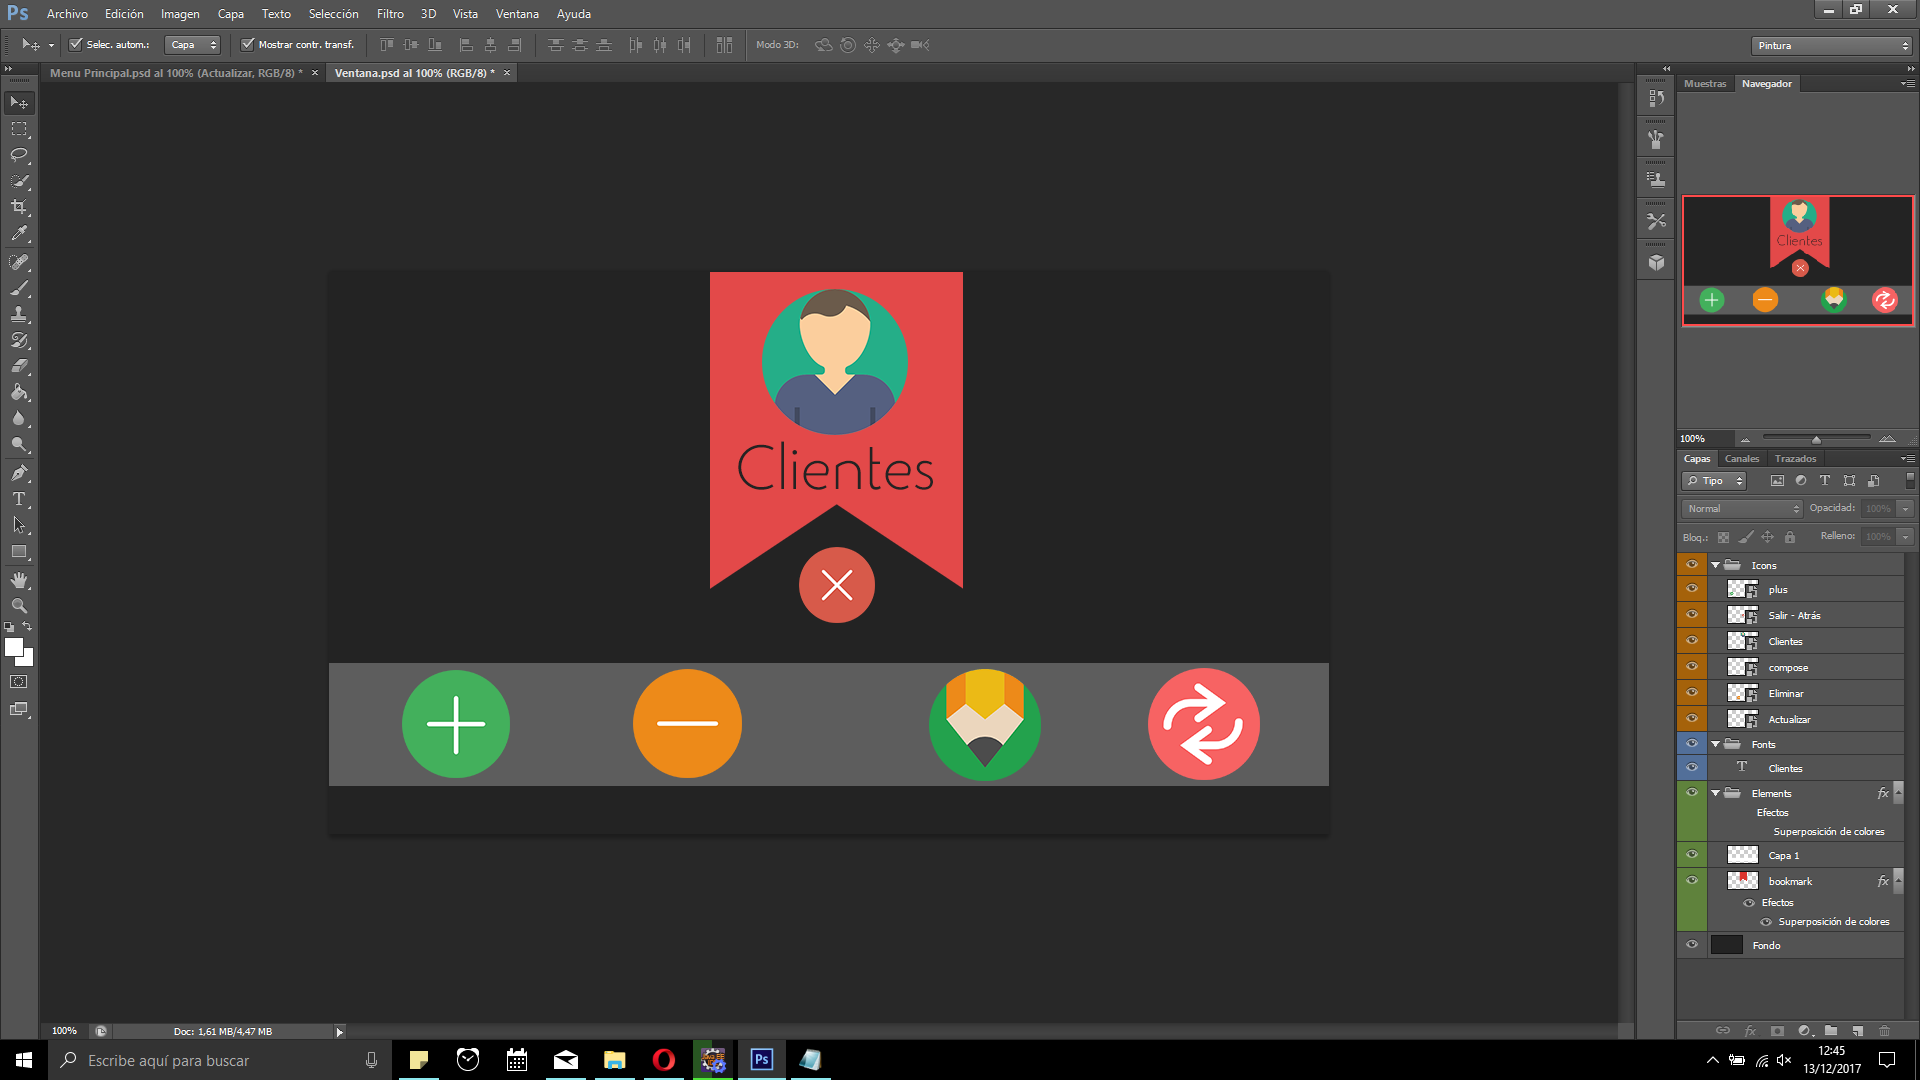 Ps Archivo Edición Imagen Capa Texto Selección Filtro 3D Vista Ventana Ayuda
Selec. autom.: Capa Mostrar contr. transf. Modo 3D: Pintura
Menu Principal.psd al 100% (Actualizar, RGB/8) * × Ventana.psd al 100% (RGB/8) * ×
Muestras Navegador
Clientes
Clientes
100%
Capas Canales Trazados
Tipo
Normal Opacidad: 100%
Bloq.: Relleno: 100%
Icons
plus
Salir - Atrás
Clientes
compose
Eliminar
Actualizar
Fonts
T Clientes
Elements fx
Efectos
Superposición de colores
Capa 1
bookmark fx
Efectos
Superposición de colores
Fondo
100% Doc: 1,61 MB/4,47 MB
Escribe aquí para buscar
Ps
12:45
13/12/2017